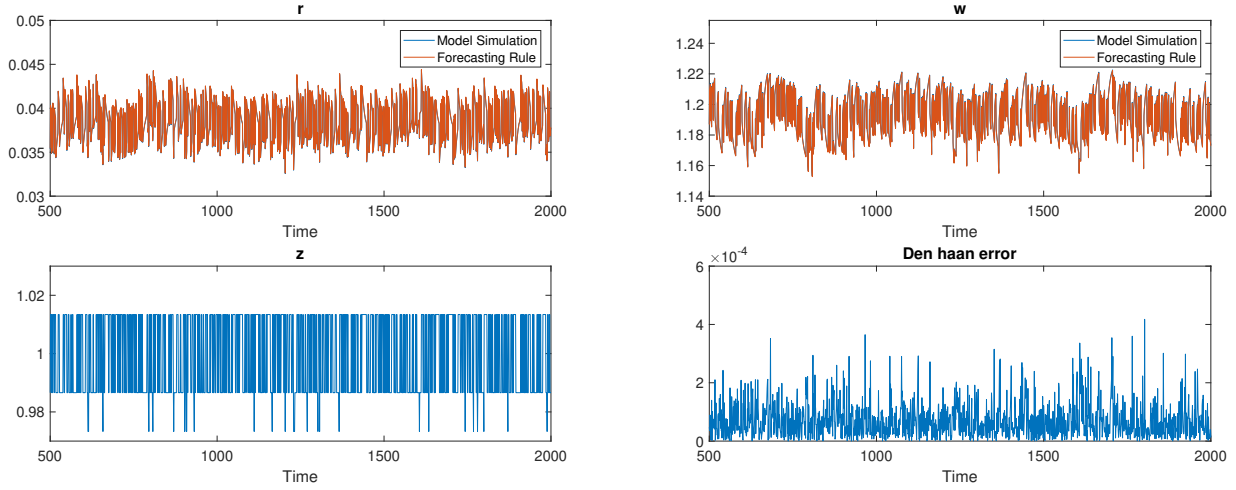 r
0.05
0.045
0.04
0.035
0.03
Model Simulation
Forecasting Rule
500
1000
1500
2000
Time
w
1.24
1.22
1.2
1.18
1.16
1.14
Model Simulation
Forecasting Rule
500
1000
1500
2000
Time
z
1.02
1
0.98
500
1000
1500
2000
Time
Den haan error
×10⁻⁴
6
4
2
0
500
1000
1500
2000
Time